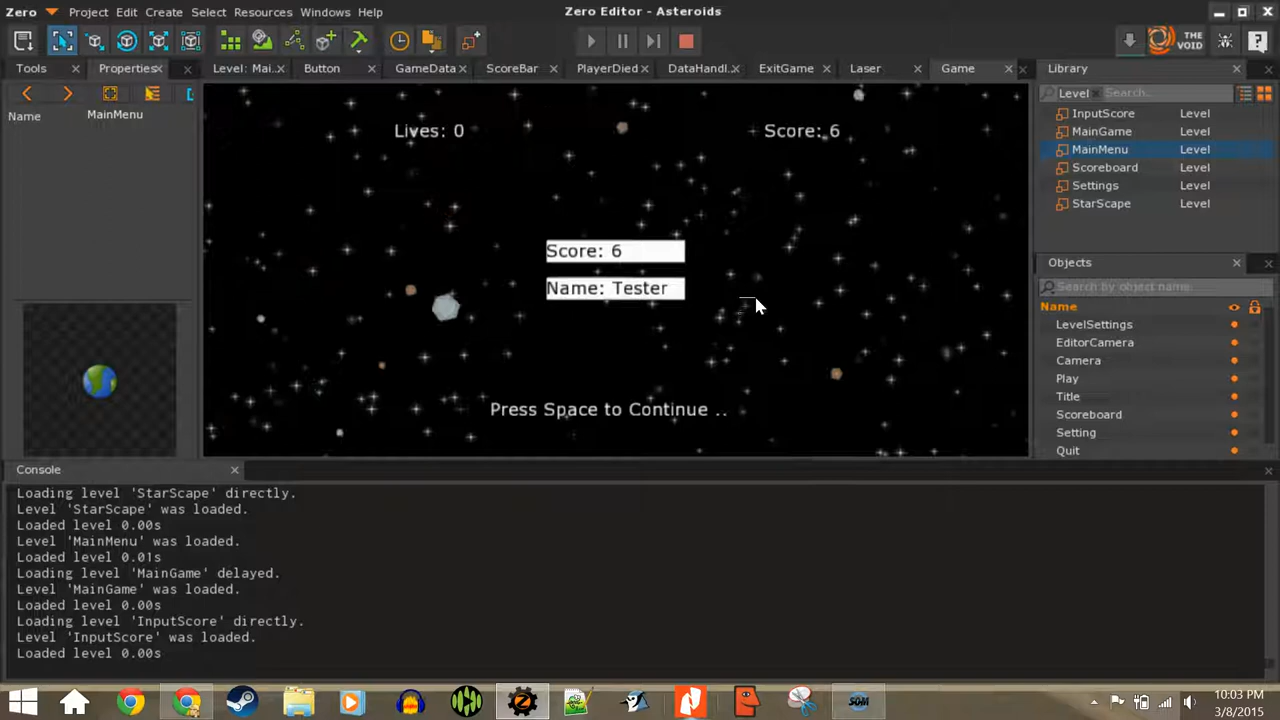 Zero Project Edit Create Select Resources Windows Help Zero Editor - Asteroids
THE VOID
Tools Properties Level: Mai.. Button GameData ScoreBar PlayerDied DataHandl.. ExitGame Laser Game Library
Level Search...
Name MainMenu
InputScore Level
MainGame Level
MainMenu Level
Scoreboard Level
Settings Level
StarScape Level
Lives: 0 Score: 6
Score: 6
Name: Tester
Press Space to Continue ..
Objects
Search by object name.
Name
LevelSettings
EditorCamera
Camera
Play
Title
Scoreboard
Setting
Quit
Console
Loading level 'StarScape' directly.
Level 'StarScape' was loaded.
Loaded level 0.00s
Level 'MainMenu' was loaded.
Loaded level 0.01s
Loading level 'MainGame' delayed.
Level 'MainGame' was loaded.
Loaded level 0.00s
Loading level 'InputScore' directly.
Level 'InputScore' was loaded.
Loaded level 0.00s
SOM
10:03 PM
3/8/2015